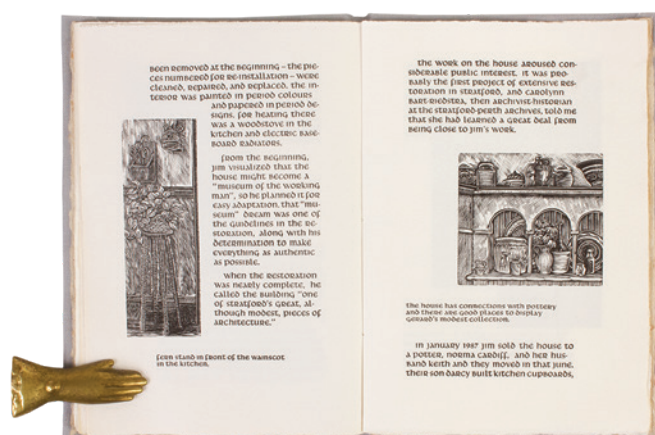 been removed at the beginning – the pie-
ces numbered for re-installation – were
cleaned, repaired, and replaced. the in-
terior was painted in period colours
and papered in period de-
signs. for heating there
was a woodstove in the
kitchen and electric base-
board radiators.
from the beginning,
jim visualized that the
house might become a
"museum of the working
man", so he planned it for
easy adaptation. that "mu-
seum" dream was one of
the guidelines in the re-
storation, along with his
determination to make
everything as authentic
as possible.
when the restoration
was nearly complete, he
called the building "one
of stratford's great, al-
though modest, pieces of
architecture."
fern stand in front of the wainscot
in the kitchen.
the work on the house aroused con-
siderable public interest. it was pro-
bably the first project of extensive res-
toration in stratford, and carolynn
bart-riedstra, then archivist-historian
at the stratford-perth archives, told me
that she had learned a great deal from
being close to jim's work.
the house has connections with pottery
and there are good places to display
gerard's modest collection.
in january 1987 jim sold the house to
a potter, norma cardiff, and her hus-
band keith and they moved in that june.
their son darcy built kitchen cupboards,